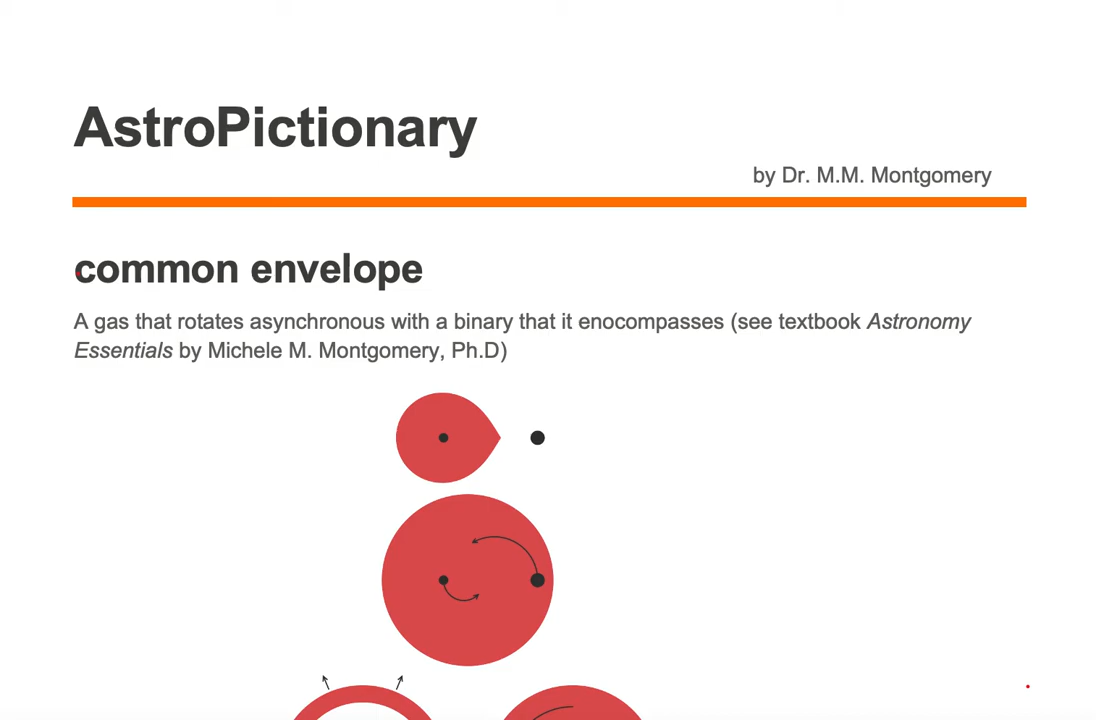 AstroPictionary
by Dr. M.M. Montgomery
common envelope
A gas that rotates asynchronous with a binary that it enocompasses (see textbook Astronomy
Essentials by Michele M. Montgomery, Ph.D)